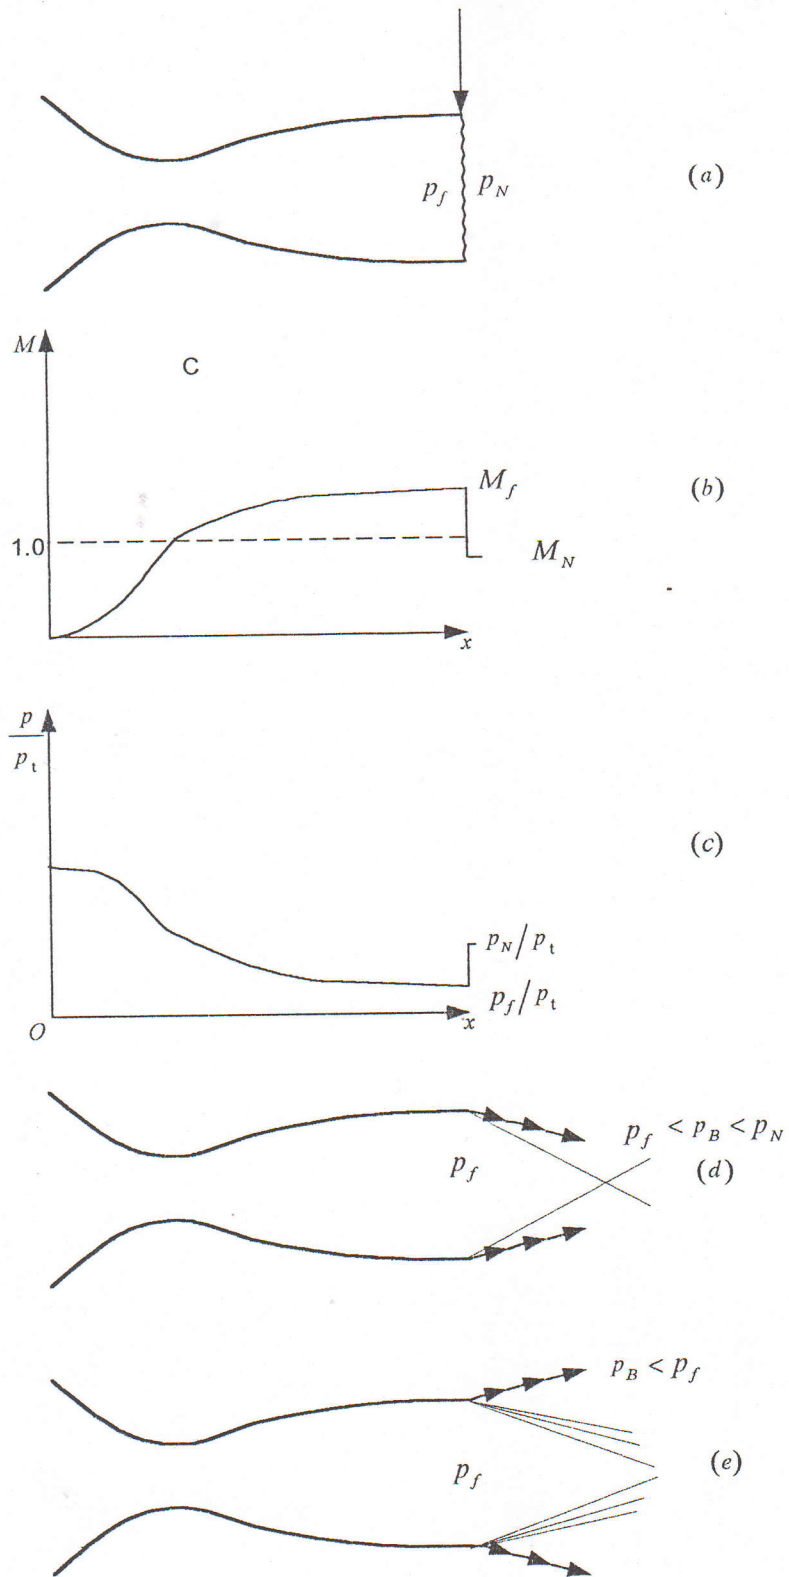 p_f p_N (a)
M
C
M_f (b)
1.0
M_N
x
p
p_t
(c)
p_N/p_t
p_f/p_t
O x
p_f < p_B < p_N
p_f (d)
p_B < p_f
p_f (e)